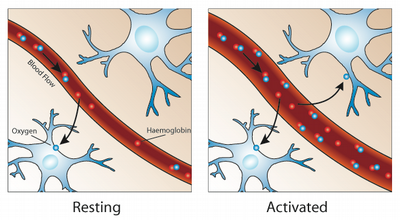 Blood Flow
Oxygen
Haemoglobin
Resting
Activated